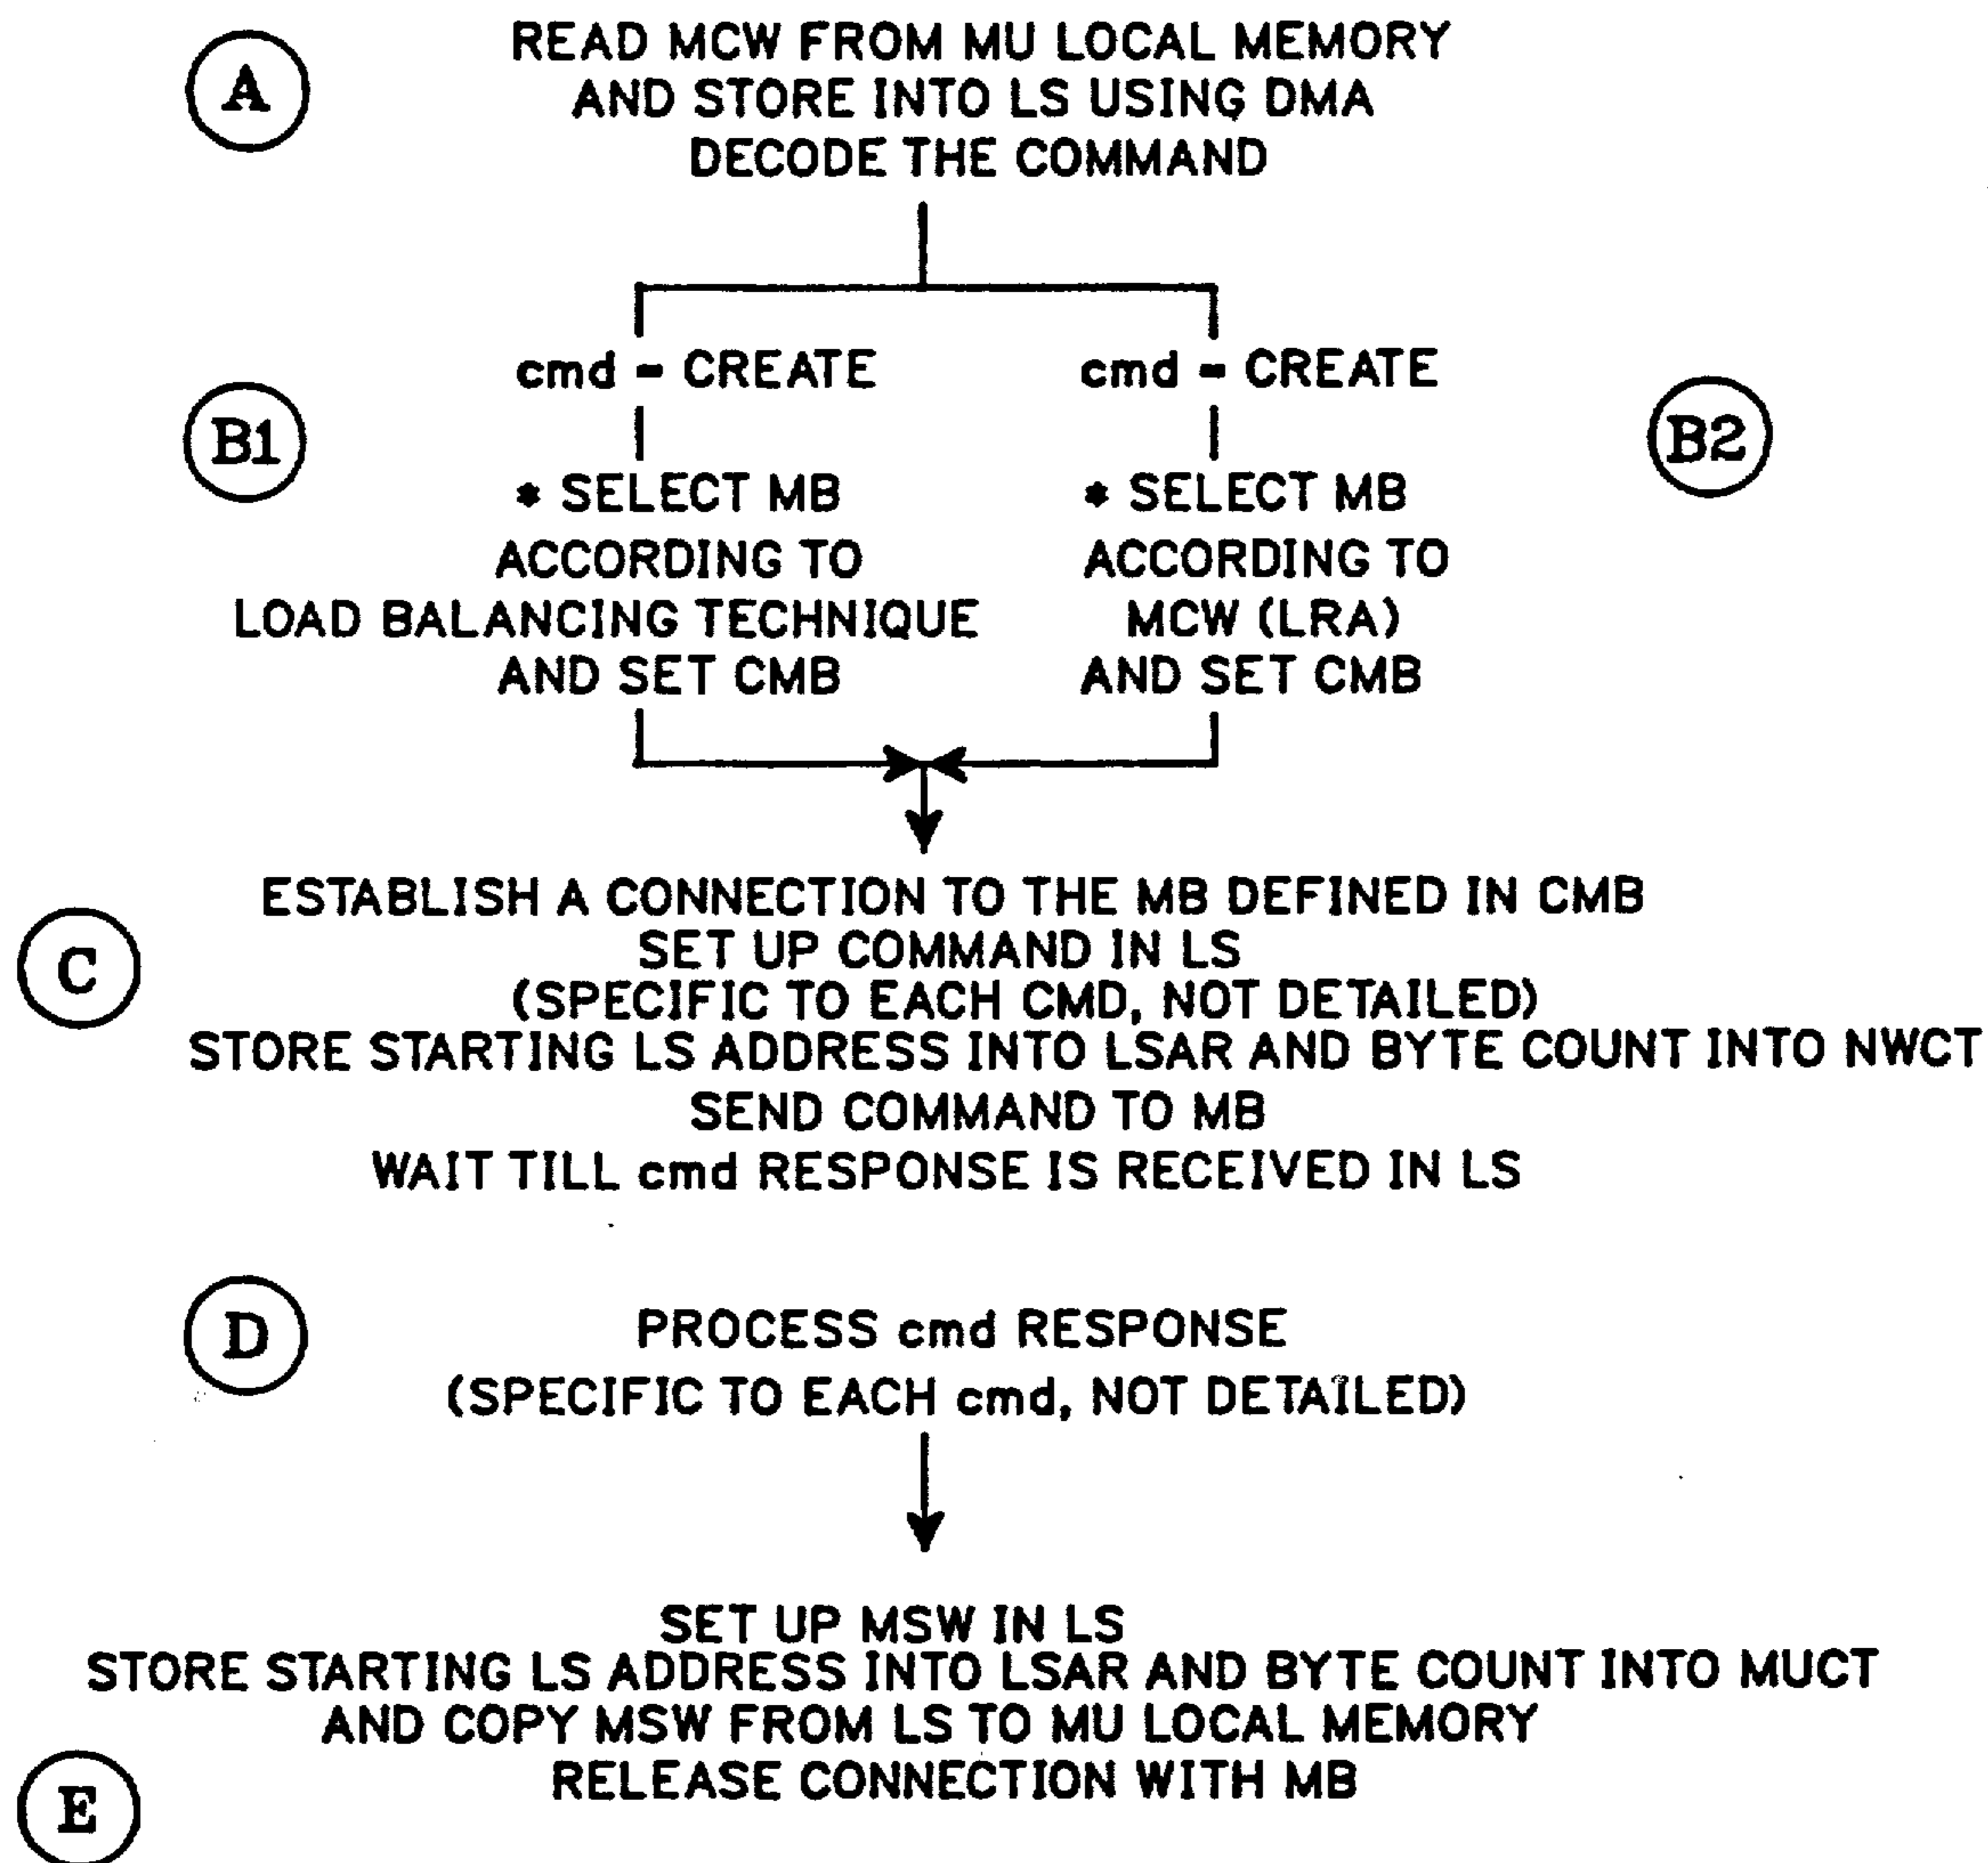 A
READ MCW FROM MU LOCAL MEMORY
AND STORE INTO LS USING DMA
DECODE THE COMMAND
cmd = CREATE
cmd = CREATE
B1
B2
* SELECT MB
ACCORDING TO
LOAD BALANCING TECHNIQUE
AND SET CMB
* SELECT MB
ACCORDING TO
MCW (LRA)
AND SET CMB
C
ESTABLISH A CONNECTION TO THE MB DEFINED IN CMB
SET UP COMMAND IN LS
(SPECIFIC TO EACH CMD, NOT DETAILED)
STORE STARTING LS ADDRESS INTO LSAR AND BYTE COUNT INTO NWCT
SEND COMMAND TO MB
WAIT TILL cmd RESPONSE IS RECEIVED IN LS
D
PROCESS cmd RESPONSE
(SPECIFIC TO EACH cmd, NOT DETAILED)
SET UP MSW IN LS
STORE STARTING LS ADDRESS INTO LSAR AND BYTE COUNT INTO MUCT
AND COPY MSW FROM LS TO MU LOCAL MEMORY
RELEASE CONNECTION WITH MB
E